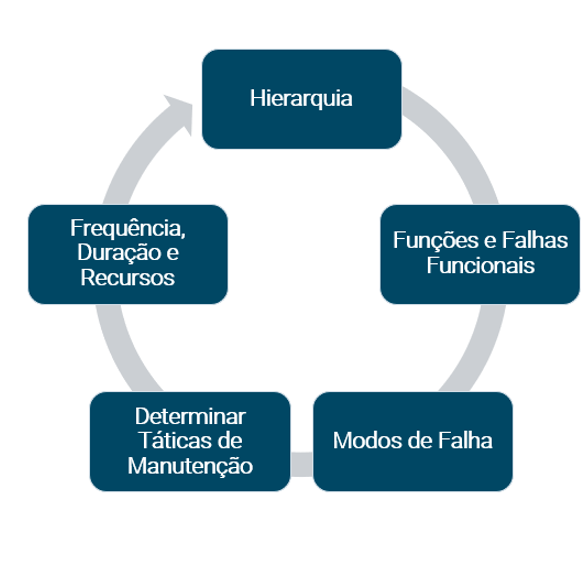 Hierarquia
Funções e Falhas
Funcionais
Modos de Falha
Determinar
Táticas de
Manutenção
Frequência,
Duração e
Recursos